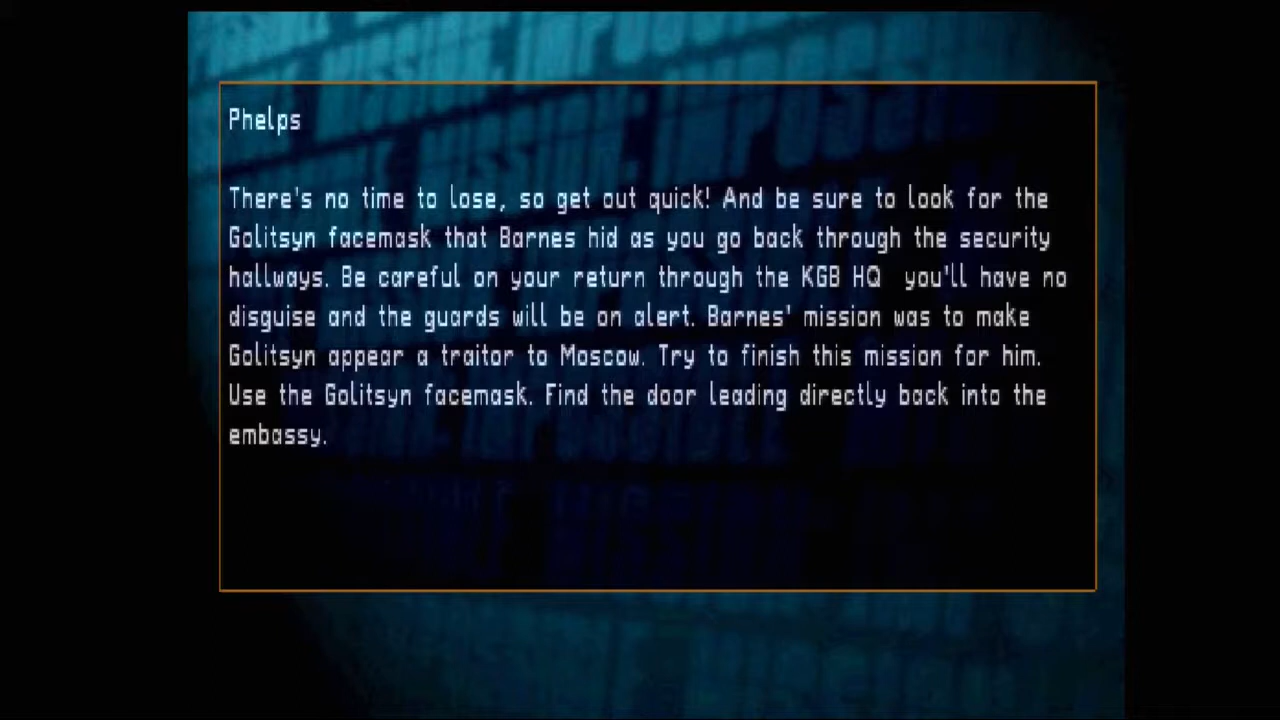 Phelps
There's no time to lose, so get out quick! And be sure to look for the
Golitsyn facemask that Barnes hid as you go back through the security
hallways. Be careful on your return through the KGB HQ  you'll have no
disguise and the guards will be on alert. Barnes' mission was to make
Golitsyn appear a traitor to Moscow. Try to finish this mission for him.
Use the Golitsyn facemask. Find the door leading directly back into the
embassy.